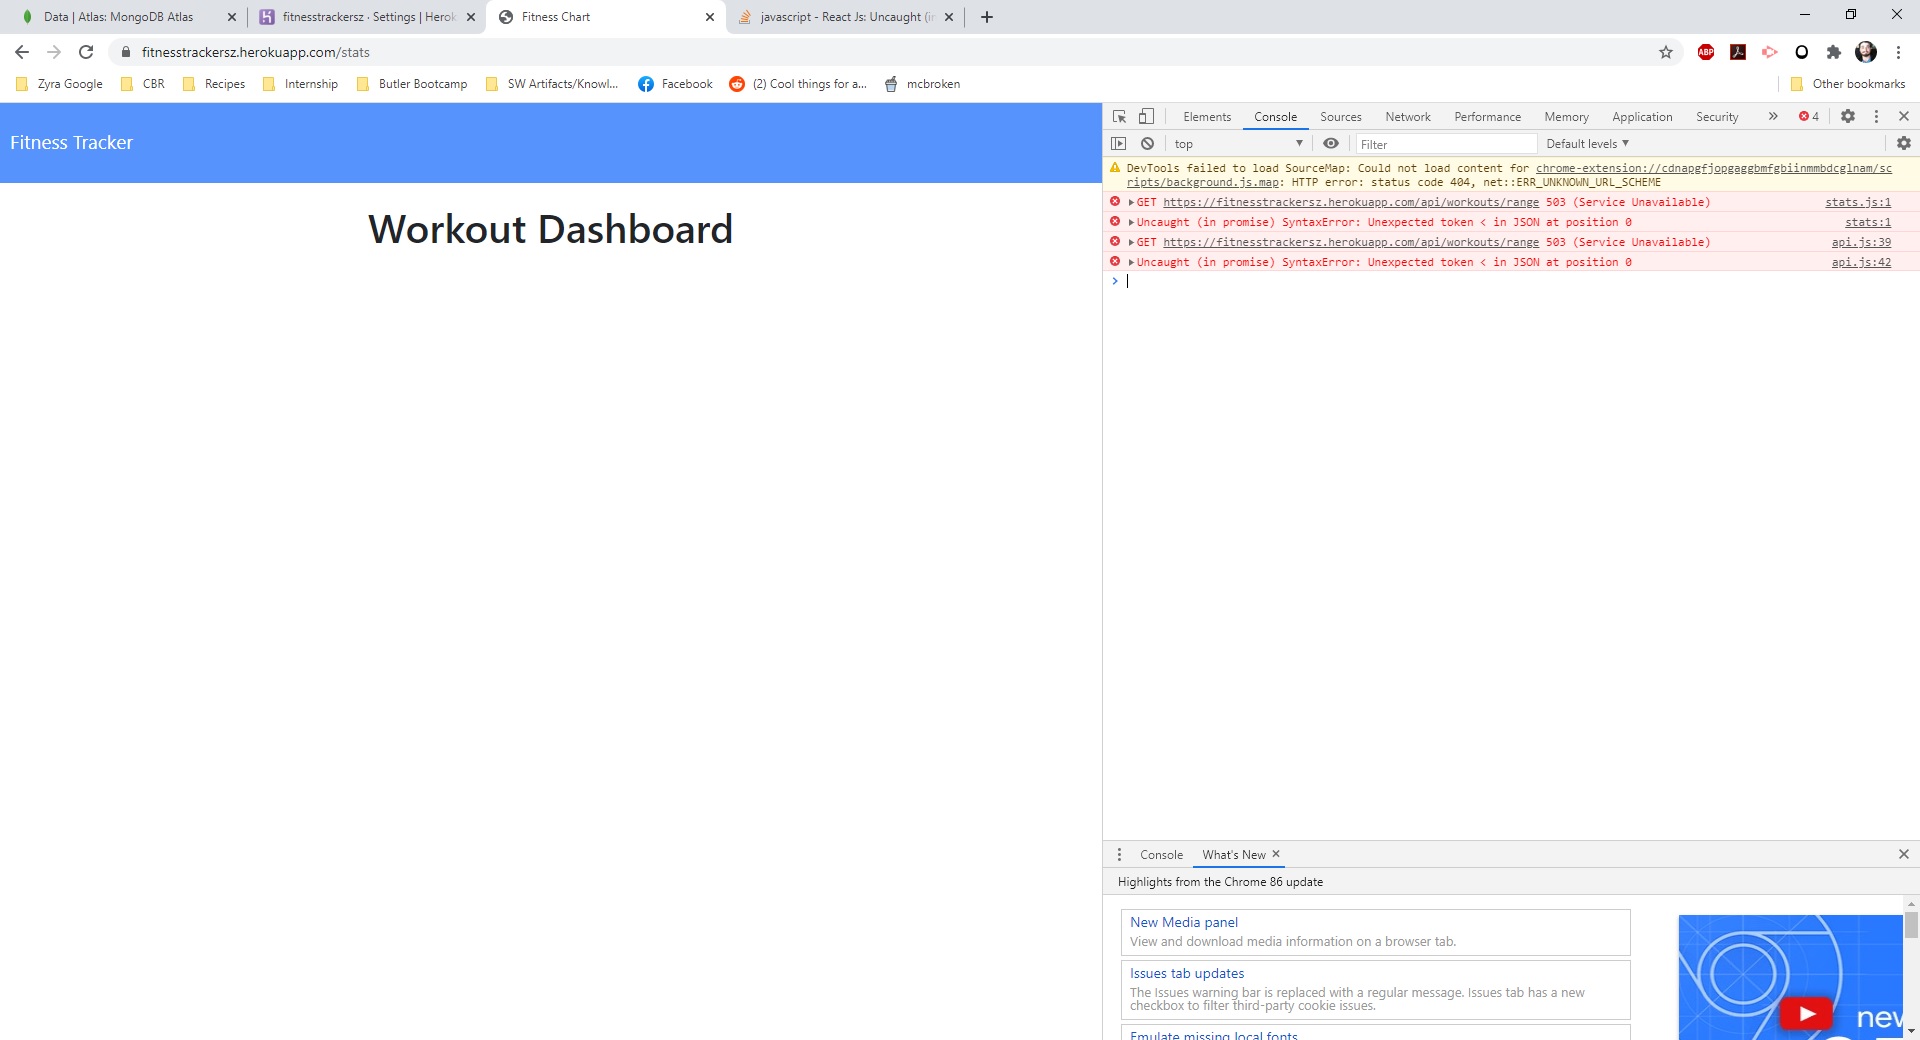 Data | Atlas: MongoDB Atlas
fitnesstrackersz · Settings | Herok
Fitness Chart
javascript - React Js: Uncaught (in
fitnesstrackersz.herokuapp.com/stats
ABP
Zyra Google
CBR
Recipes
Internship
Butler Bootcamp
SW Artifacts/Knowl...
Facebook
(2) Cool things for a...
mcbroken
Other bookmarks
Fitness Tracker
Workout Dashboard
Elements
Console
Sources
Network
Performance
Memory
Application
Security
4
top
Filter
Default levels
DevTools failed to load SourceMap: Could not load content for chrome-extension://cdnapgfjopgaggbmfgbiinmmbdcglnam/sc
ripts/background.js.map: HTTP error: status code 404, net::ERR_UNKNOWN_URL_SCHEME
GET https://fitnesstrackersz.herokuapp.com/api/workouts/range 503 (Service Unavailable) stats.js:1
Uncaught (in promise) SyntaxError: Unexpected token < in JSON at position 0 stats:1
GET https://fitnesstrackersz.herokuapp.com/api/workouts/range 503 (Service Unavailable) api.js:39
Uncaught (in promise) SyntaxError: Unexpected token < in JSON at position 0 api.js:42
Console
What's New
Highlights from the Chrome 86 update
New Media panel
View and download media information on a browser tab.
Issues tab updates
The Issues warning bar is replaced with a regular message. Issues tab has a new
checkbox to filter third-party cookie issues.
Emulate missing local fonts
new